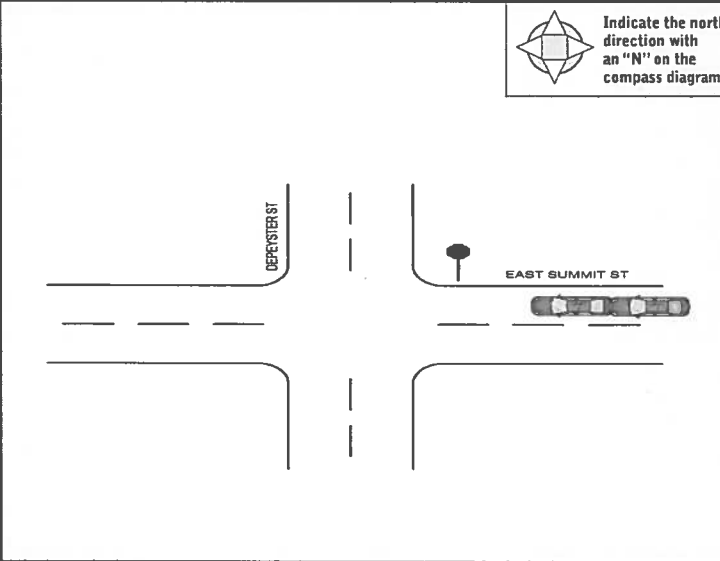 Indicate the north
direction with
an "N" on the
compass diagram
DEPEYSTER ST
EAST SUMMIT ST